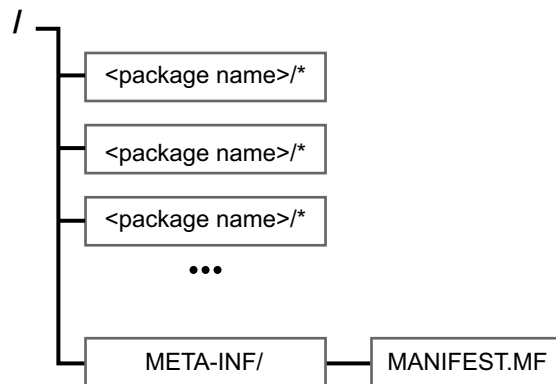 /
<package name>/*
<package name>/*
<package name>/*
•••
META-INF/ MANIFEST.MF